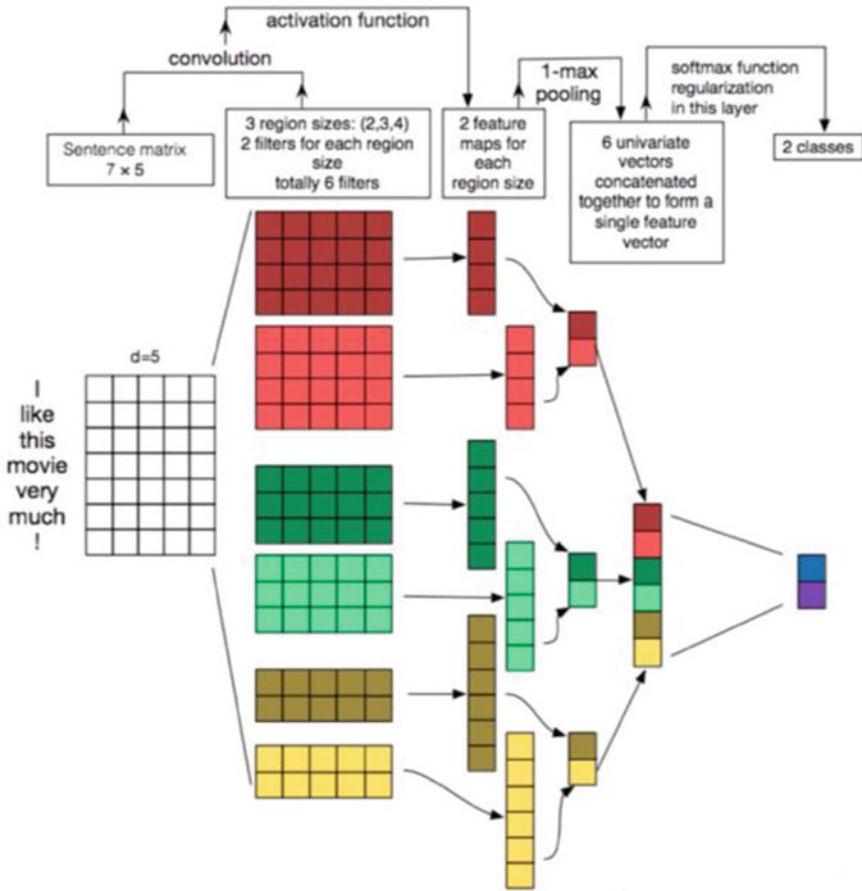 activation function
convolution
1-max
pooling
softmax function
regularization
in this layer
Sentence matrix
7 × 5
3 region sizes: (2,3,4)
2 filters for each region
size
totally 6 filters
2 feature
maps for
each
region size
6 univariate
vectors
concatenated
together to form a
single feature
vector
2 classes
d=5
I
like
this
movie
very
much
!